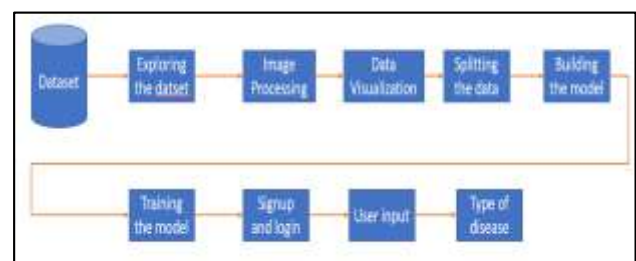 Dataset
Exploring
the datset
Image
Processing
Data
Visualization
Splitting
the data
Building
the model
Training
the model
Signup
and login
User input
Type of
disease